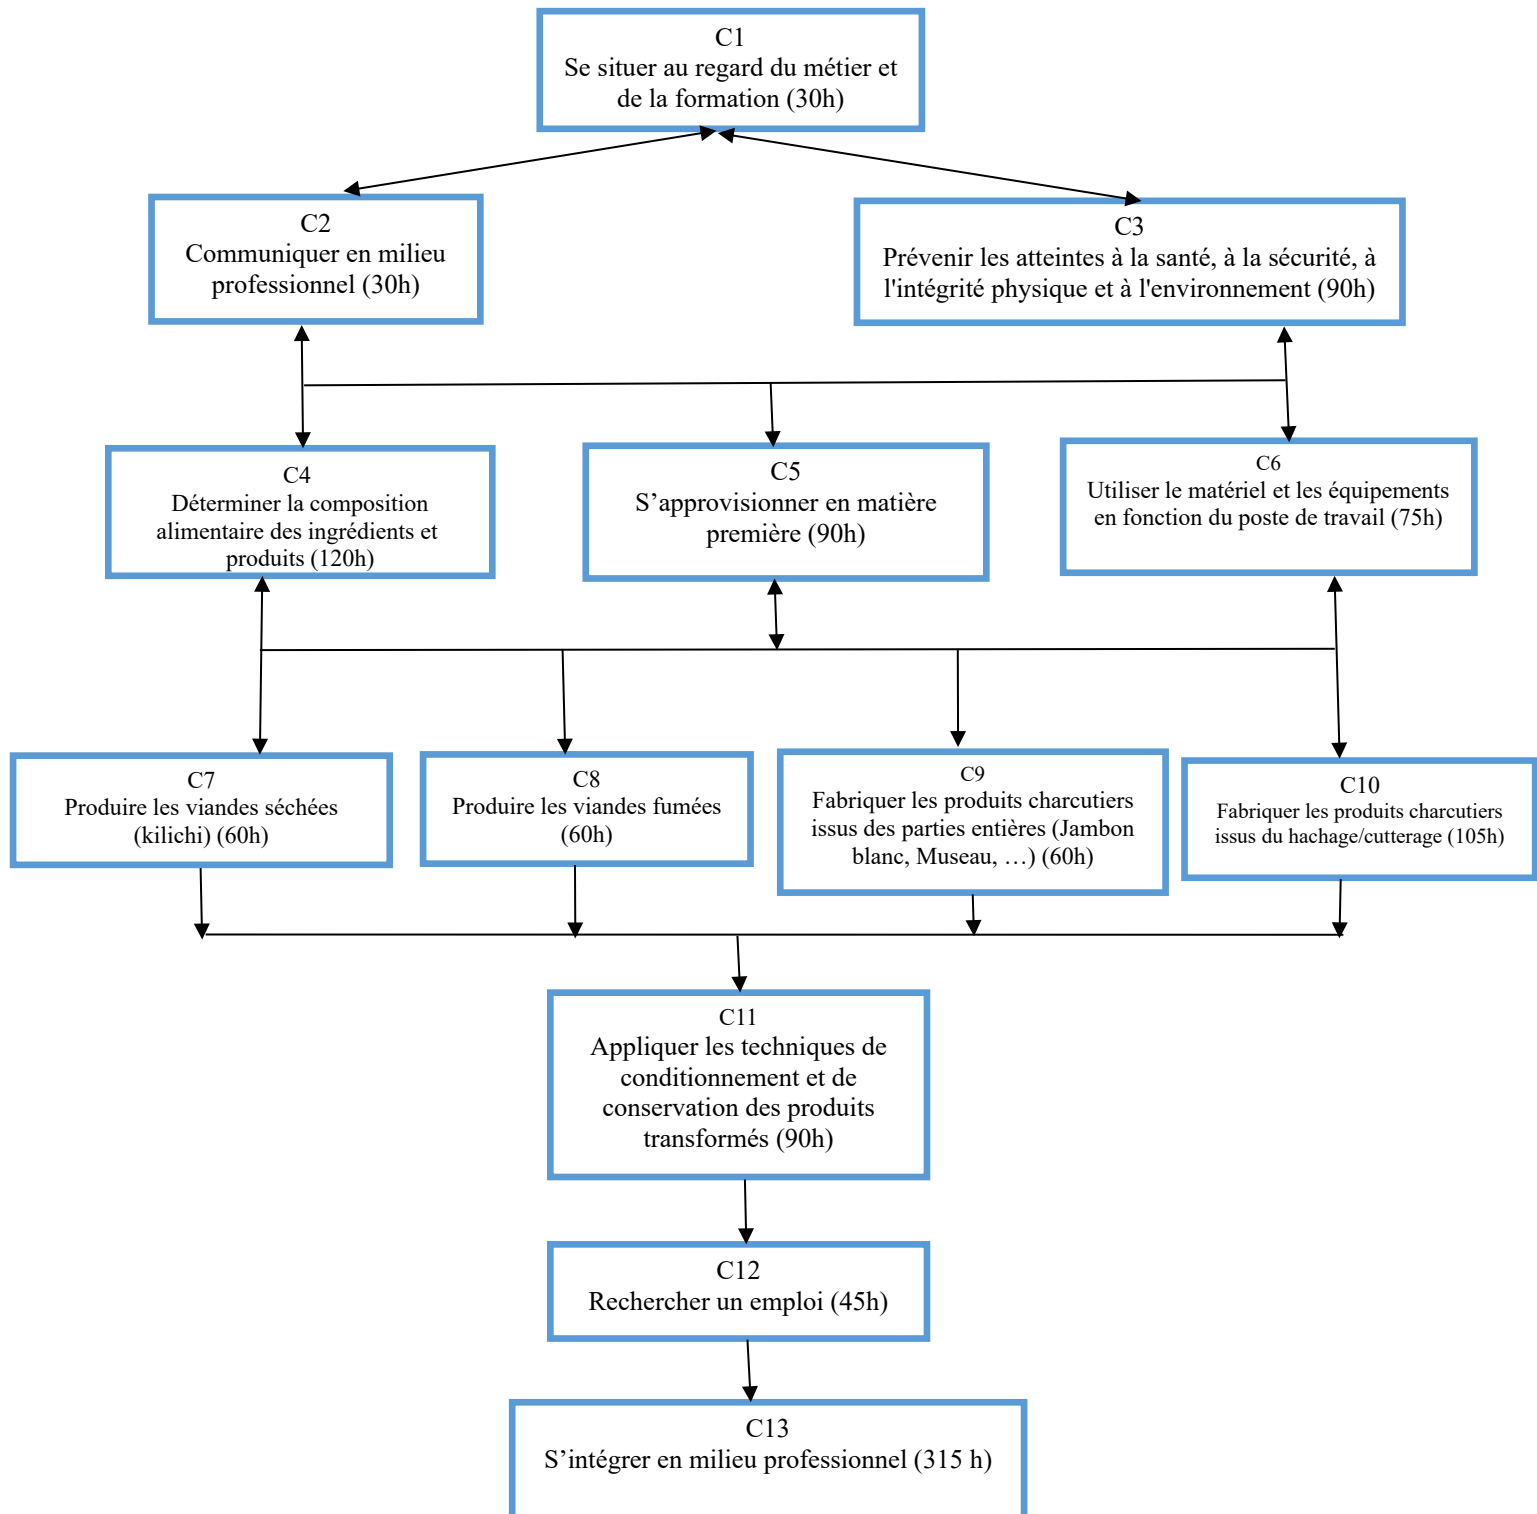 C1
Se situer au regard du métier et
de la formation (30h)
C2
Communiquer en milieu
professionnel (30h)
C3
Prévenir les atteintes à la santé, à la sécurité, à
l'intégrité physique et à l'environnement (90h)
C4
Déterminer la composition
alimentaire des ingrédients et
produits (120h)
C5
S’approvisionner en matière
première (90h)
C6
Utiliser le matériel et les équipements
en fonction du poste de travail (75h)
C7
Produire les viandes séchées
(kilichi) (60h)
C8
Produire les viandes fumées
(60h)
C9
Fabriquer les produits charcutiers
issus des parties entières (Jambon
blanc, Museau, …) (60h)
C10
Fabriquer les produits charcutiers
issus du hachage/cutterage (105h)
C11
Appliquer les techniques de
conditionnement et de
conservation des produits
transformés (90h)
C12
Rechercher un emploi (45h)
C13
S’intégrer en milieu professionnel (315 h)